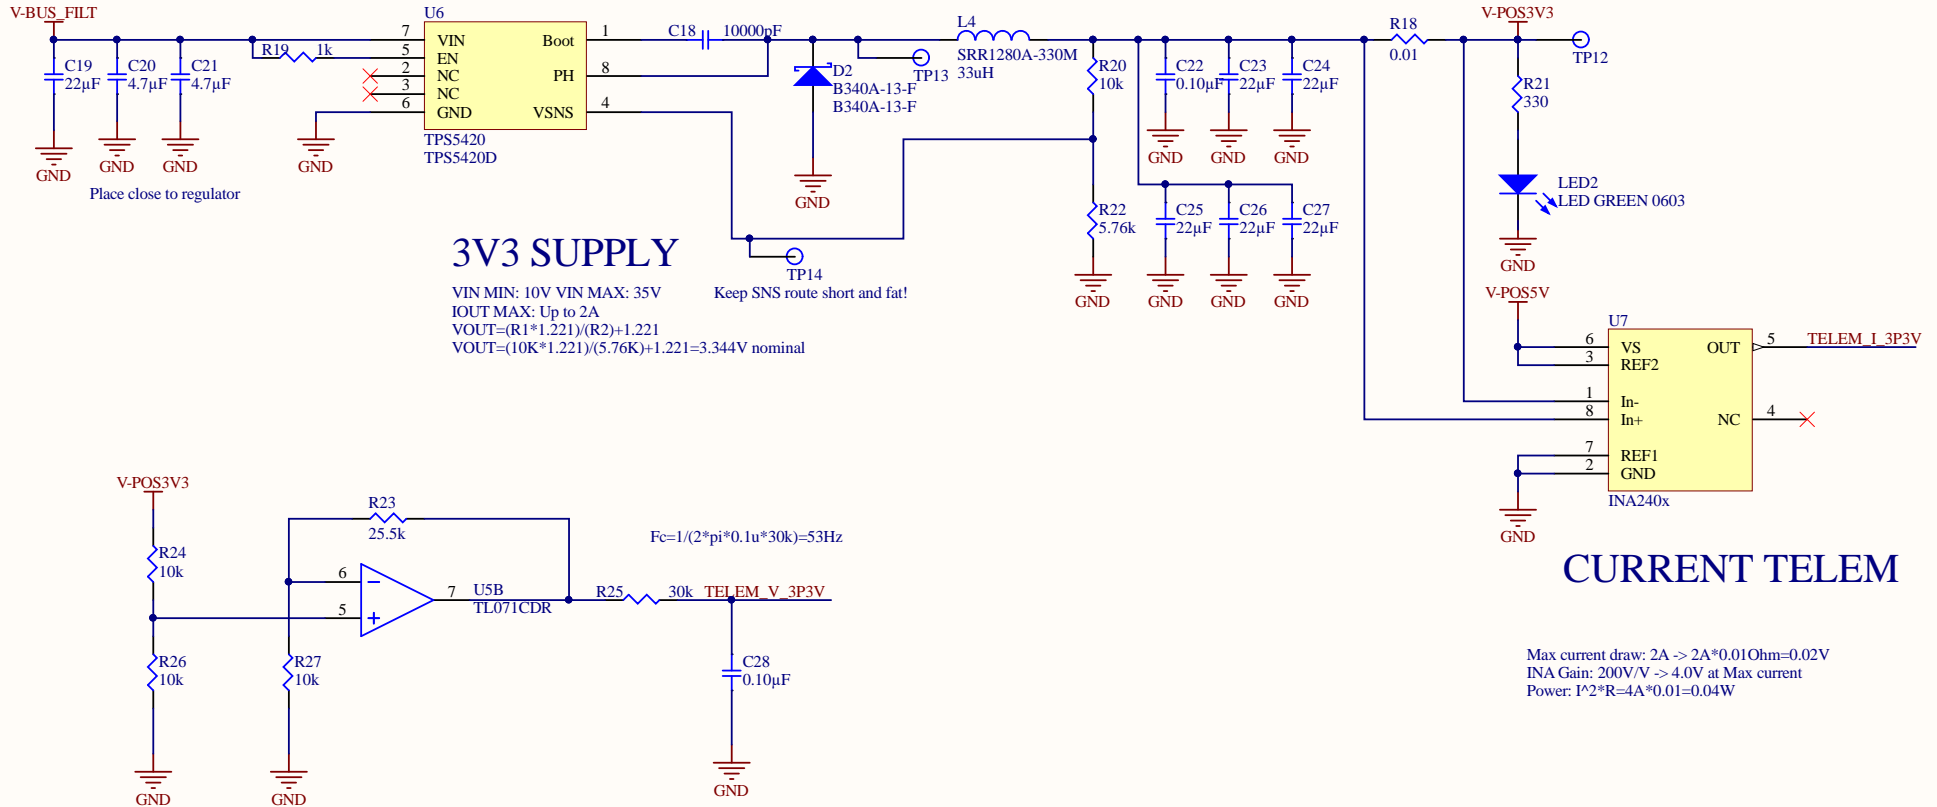 V-BUS_FILT
C19
22µF
GND
C20
4.7µF
GND
C21
4.7µF
GND
Place close to regulator
R19 1k
GND
U6
7 VIN
5 EN
2 NC
3 NC
6 GND
Boot 1
PH 8
VSNS 4
TPS5420
TPS5420D
C18 10000pF
D2
B340A-13-F
B340A-13-F
GND
TP13
L4
SRR1280A-330M
33uH
R20
10k
R22
5.76k
GND
C22
0.10µF
GND
C23
22µF
GND
C24
22µF
GND
C25
22µF
GND
C26
22µF
GND
C27
22µF
GND
R18
0.01
V-POS3V3
TP12
R21
330
LED2
LED GREEN 0603
GND
TP14
Keep SNS route short and fat!
3V3 SUPPLY
VIN MIN: 10V VIN MAX: 35V
IOUT MAX: Up to 2A
VOUT=(R1*1.221)/(R2)+1.221
VOUT=(10K*1.221)/(5.76K)+1.221=3.344V nominal
V-POS5V
U7
6 VS
3 REF2
1 In-
8 In+
7 REF1
2 GND
OUT 5
NC 4
TELEM_I_3P3V
INA240x
GND
CURRENT TELEM
Max current draw: 2A -> 2A*0.01Ohm=0.02V
INA Gain: 200V/V -> 4.0V at Max current
Power: I^2*R=4A*0.01=0.04W
V-POS3V3
R24
10k
R26
10k
GND
R23
25.5k
R27
10k
GND
6
5
7
U5B
TL071CDR
Fc=1/(2*pi*0.1u*30k)=53Hz
R25 30k
TELEM_V_3P3V
C28
0.10µF
GND